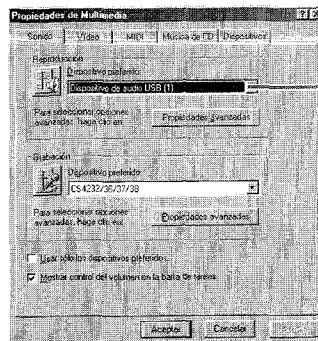 Propiedades de Multimedia
Sonido Vídeo MIDI Música de CD Dispositivos
Reproducción
Dispositivo preferido:
Dispositivo de audio USB (1)
Para seleccionar opciones
avanzadas, haga clic en:
Propiedades avanzadas
Grabación
Dispositivo preferido:
CS4232/36/37/38
Para seleccionar opciones
avanzadas, haga clic en:
Propiedades avanzadas
Usar sólo los dispositivos preferidos
Mostrar control del volumen en la barra de tareas
Aceptar Cancelar